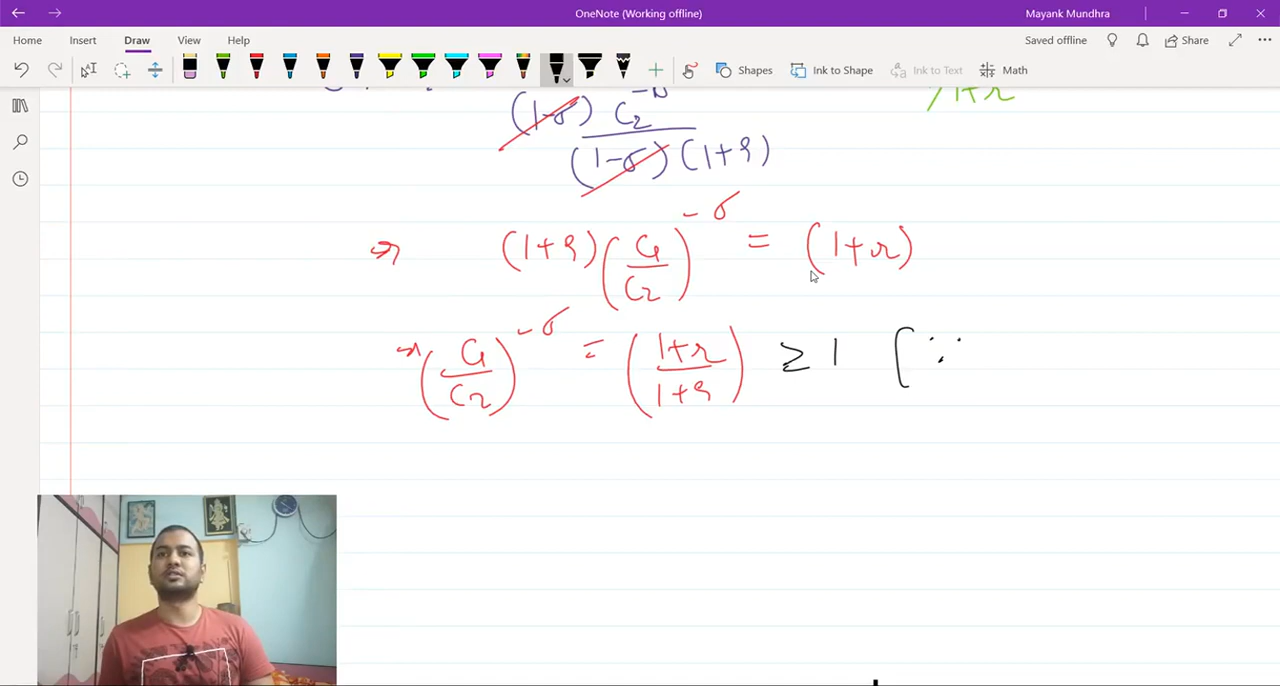 OneNote (Working offline)
Mayank Mundhra
Home Insert Draw View Help
Saved offline
Share
Shapes
Ink to Shape
Ink to Text
Math
(1-σ) C₂^-σ
/1+r
(1-σ) (1+ρ)
⇒ (1+ρ)(C₁/C₂)^-σ = (1+r)
⇒ (C₁/C₂)^-σ = (1+r/1+ρ) ≥ 1 [∵